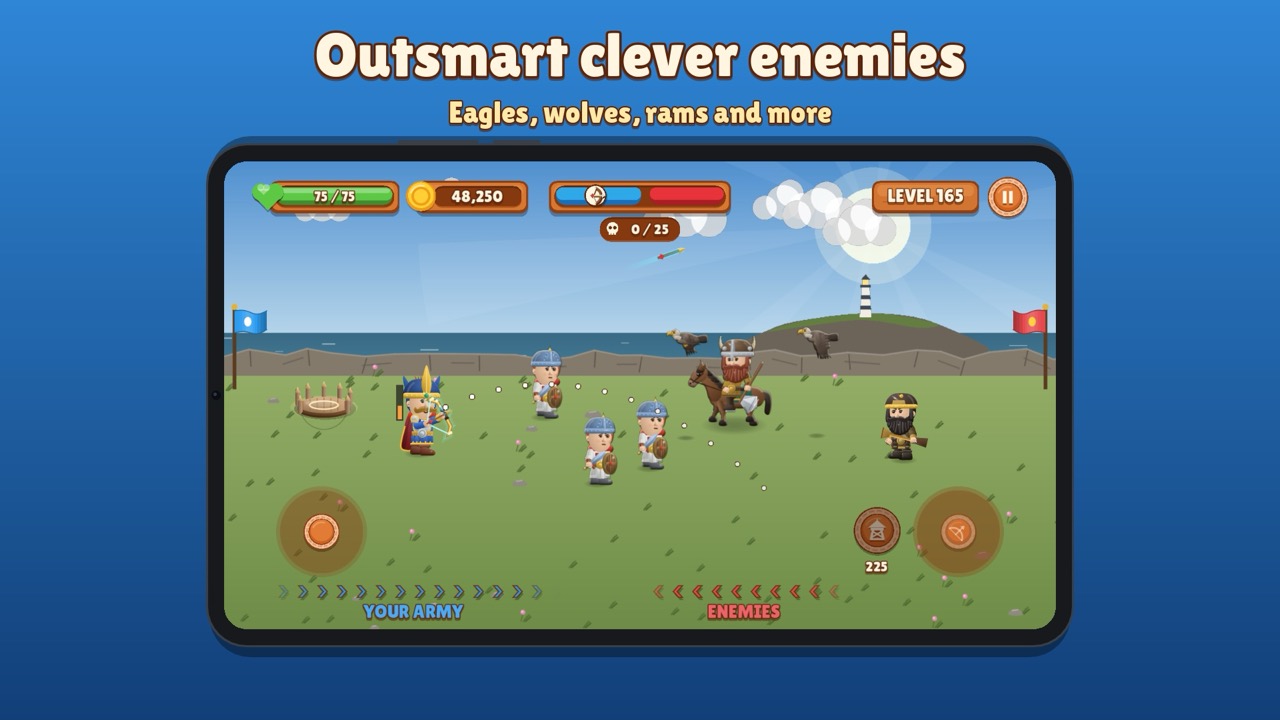 Outsmart clever enemies
Eagles, wolves, rams and more
75 / 75
48,250
LEVEL 165
0 / 25
225
YOUR ARMY
ENEMIES